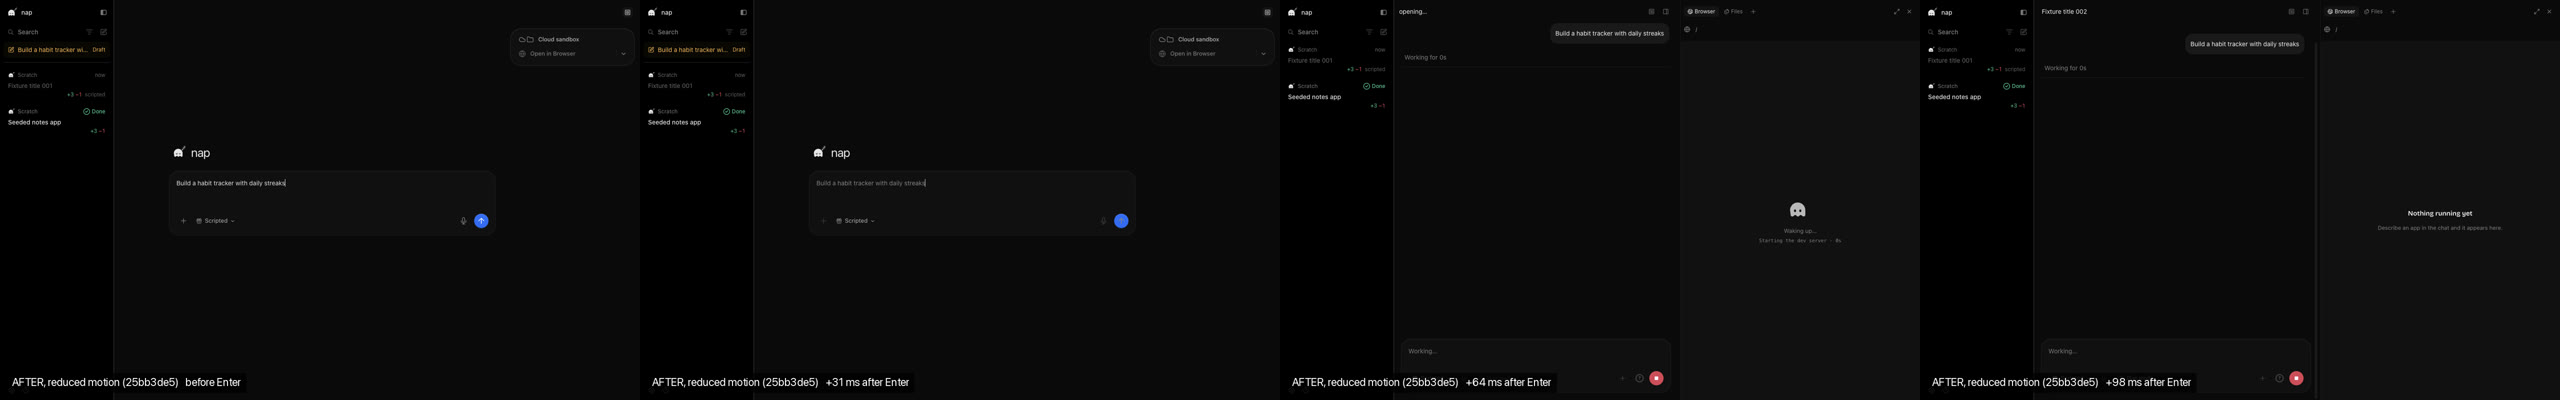 nap
Search
Build a habit tracker wi... Draft
Scratch now
Fixture title 001
+3 -1 scripted
Scratch Done
Seeded notes app
+3 -1
Cloud sandbox
Open in Browser
nap
Build a habit tracker with daily streaks
Scripted
AFTER, reduced motion (25bb3de5) before Enter
nap
Search
Build a habit tracker wi... Draft
Scratch now
Fixture title 001
+3 -1 scripted
Scratch Done
Seeded notes app
+3 -1
Cloud sandbox
Open in Browser
nap
Build a habit tracker with daily streaks
Scripted
AFTER, reduced motion (25bb3de5) +31 ms after Enter
nap
Search
Scratch now
Fixture title 001
+3 -1 scripted
Scratch Done
Seeded notes app
+3 -1
opening...
Build a habit tracker with daily streaks
Working for 0s
Working...
Browser Files
/
Waking up...
Starting the dev server · 0s
AFTER, reduced motion (25bb3de5) +64 ms after Enter
nap
Search
Scratch now
Fixture title 001
+3 -1 scripted
Scratch Done
Seeded notes app
+3 -1
Fixture title 002
Build a habit tracker with daily streaks
Working for 0s
Working...
Browser Files
/
Nothing running yet
Describe an app in the chat and it appears here.
AFTER, reduced motion (25bb3de5) +98 ms after Enter